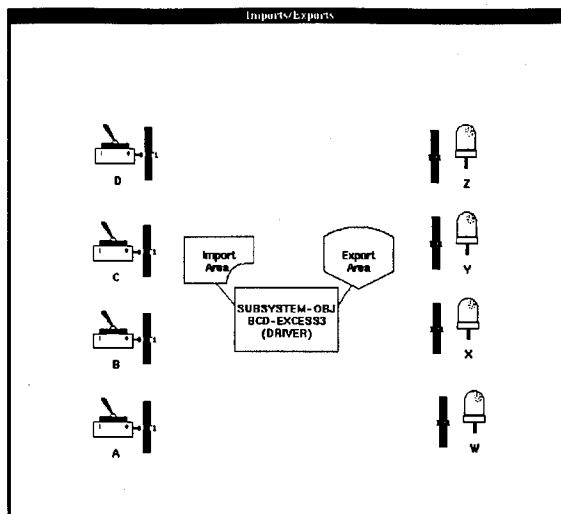 Imports/Exports
D
Z
C
Import
Area
Export
Area
Y
SUBSYSTEM-OBJ
BCD-EXCESS3
(DRIVER)
B
X
A
W